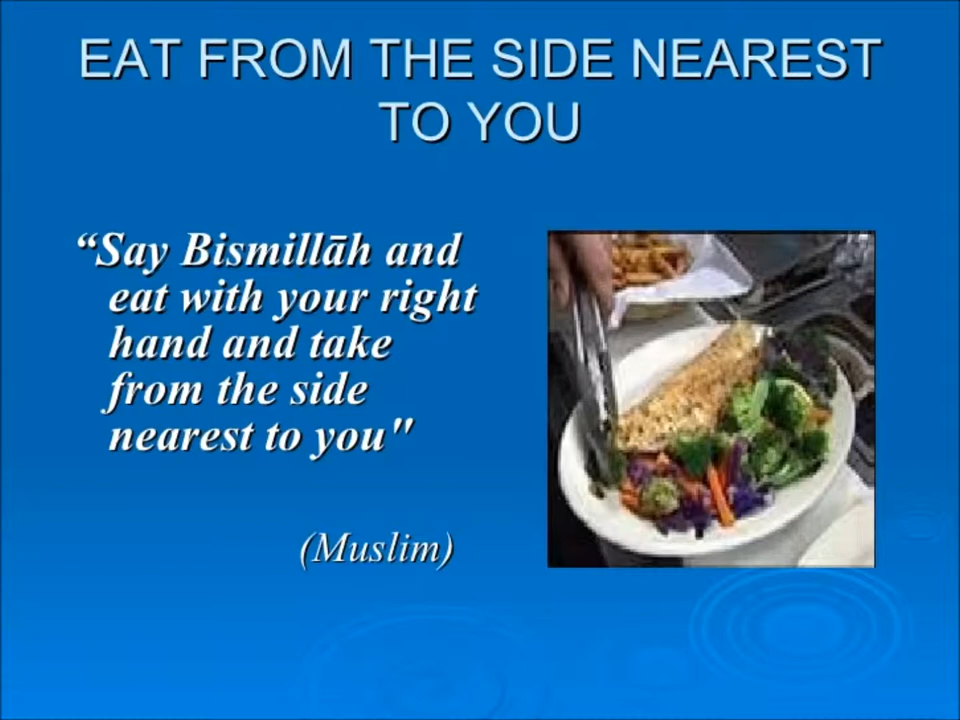 EAT FROM THE SIDE NEAREST
TO YOU
“Say Bismillāh and
eat with your right
hand and take
from the side
nearest to you"
(Muslim)